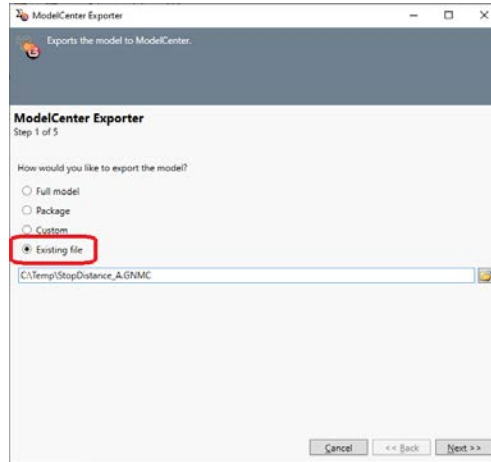 ModelCenter Exporter
Exports the model to ModelCenter.
ModelCenter Exporter
Step 1 of 5
How would you like to export the model?
Full model
Package
Custom
Existing file
C:\Temp\StopDistance_A.GNMC
Cancel << Back Next >>